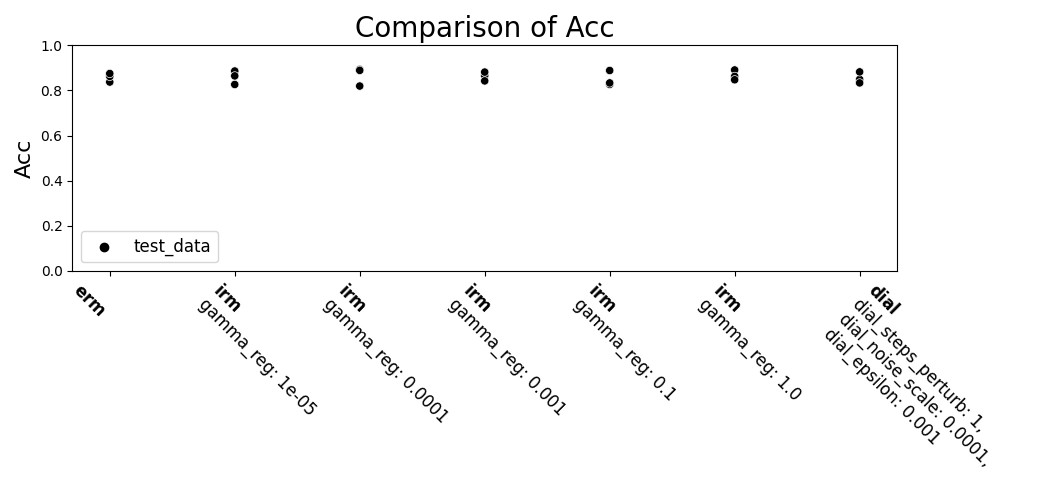 Comparison of Acc
Acc
1.0
0.8
0.6
0.4
0.2
0.0
test_data
erm
irm
gamma_reg: 1e-05
irm
gamma_reg: 0.0001
irm
gamma_reg: 0.001
irm
gamma_reg: 0.1
irm
gamma_reg: 1.0
dial
dial_steps_perturb: 1,
dial_noise_scale: 0.0001,
dial_epsilon: 0.001